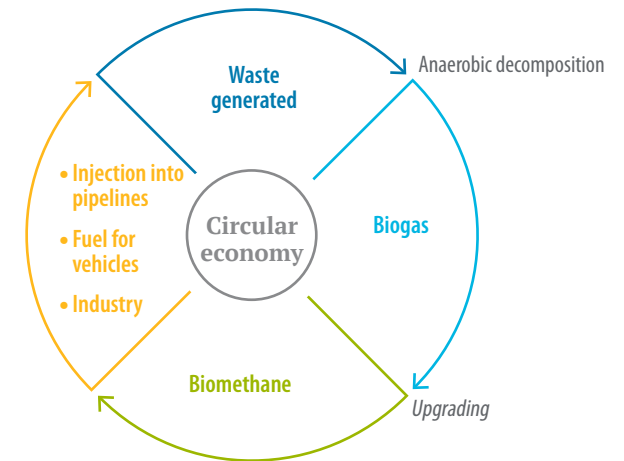 Waste
generated
Anaerobic decomposition
• Injection into
pipelines
• Fuel for
vehicles
• Industry
Circular
economy
Biogas
Biomethane
Upgrading